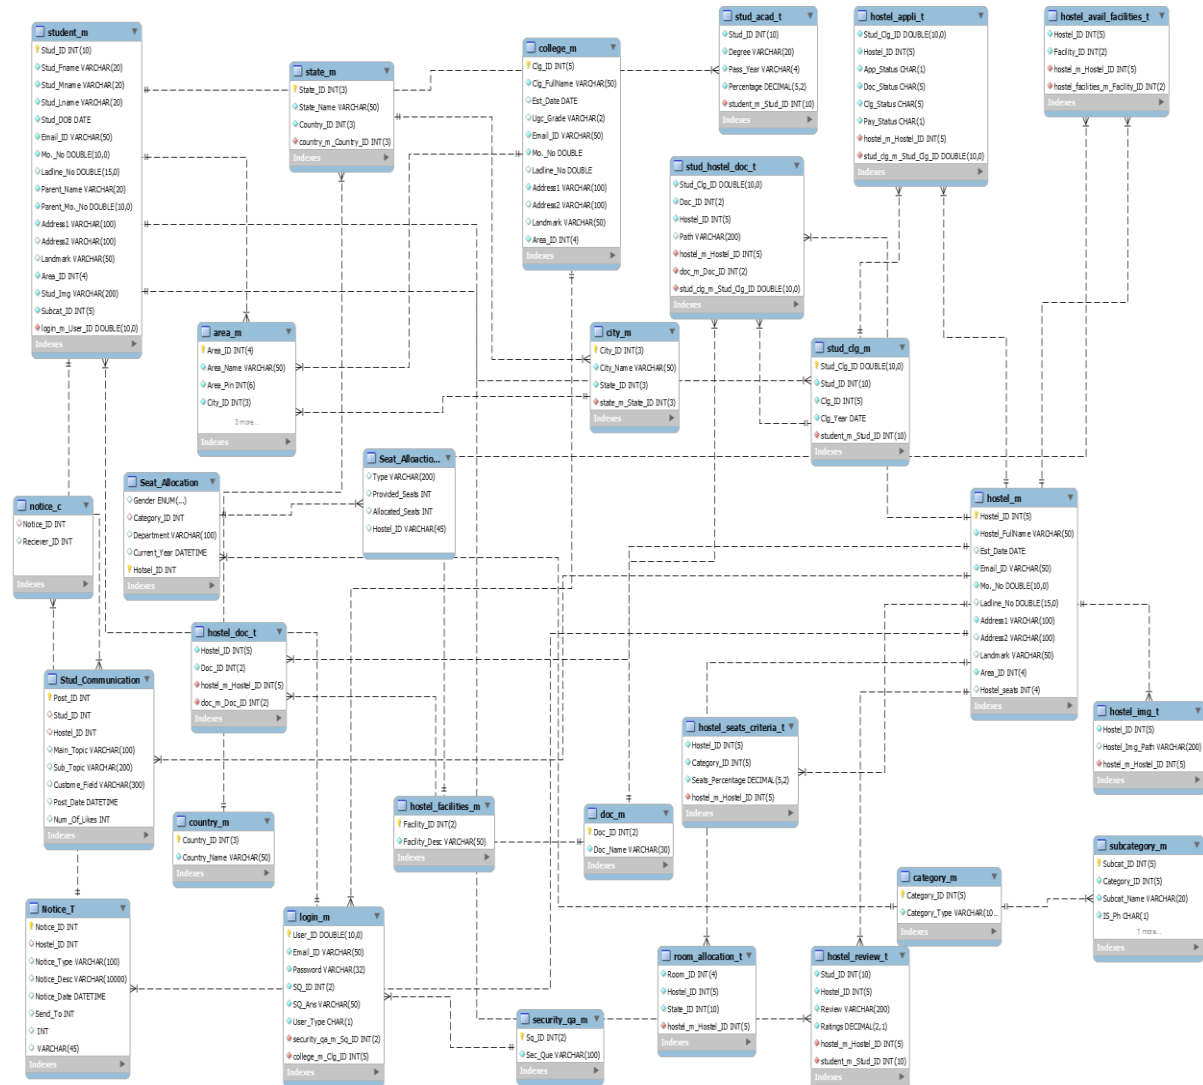 student_m
Stud_ID INT(10)
Stud_Fname VARCHAR(20)
Stud_Mname VARCHAR(20)
Stud_Lname VARCHAR(20)
Stud_DOB DATE
Email_ID VARCHAR(50)
Mo._No DOUBLE(10,0)
Ladline_No DOUBLE(15,0)
Parent_Name VARCHAR(20)
Parent_Mo._No DOUBLE(10,0)
Address1 VARCHAR(100)
Address2 VARCHAR(100)
Landmark VARCHAR(50)
Area_ID INT(4)
Stud_Img VARCHAR(200)
Subcat_ID INT(5)
login_m_User_ID DOUBLE(10,0)
Indexes
state_m
State_ID INT(3)
State_Name VARCHAR(50)
Country_ID INT(3)
country_m_Country_ID INT(3)
Indexes
college_m
Clg_ID INT(5)
Clg_FullName VARCHAR(50)
Est_Date DATE
Ugc_Grade VARCHAR(2)
Email_ID VARCHAR(50)
Mo._No DOUBLE
Ladline_No DOUBLE
Address1 VARCHAR(100)
Address2 VARCHAR(100)
Landmark VARCHAR(50)
Area_ID INT(4)
Indexes
stud_acad_t
Stud_ID INT(10)
Degree VARCHAR(20)
Pass_Year VARCHAR(4)
Percentage DECIMAL(5,2)
student_m_Stud_ID INT(10)
Indexes
hostel_appli_t
Stud_Clg_ID DOUBLE(10,0)
Hostel_ID INT(5)
App_Status CHAR(1)
Doc_Status CHAR(5)
Clg_Status CHAR(5)
Pay_Status CHAR(1)
hostel_m_Hostel_ID INT(5)
stud_clg_m_Stud_Clg_ID DOUBLE(10,0)
Indexes
hostel_avail_facilities_t
Hostel_ID INT(5)
Facility_ID INT(2)
hostel_m_Hostel_ID INT(5)
hostel_facilities_m_Facility_ID INT(2)
Indexes
stud_hostel_doc_t
Stud_Clg_ID DOUBLE(10,0)
Doc_ID INT(2)
Hostel_ID INT(5)
Path VARCHAR(200)
hostel_m_Hostel_ID INT(5)
doc_m_Doc_ID INT(2)
stud_clg_m_Stud_Clg_ID DOUBLE(10,0)
Indexes
area_m
Area_ID INT(4)
Area_Name VARCHAR(50)
Area_Pin INT(6)
City_ID INT(3)
3 more...
Indexes
city_m
City_ID INT(3)
City_Name VARCHAR(50)
State_ID INT(3)
state_m_State_ID INT(3)
Indexes
stud_clg_m
Stud_Clg_ID DOUBLE(10,0)
Stud_ID INT(10)
Clg_ID INT(5)
Clg_Year DATE
student_m_Stud_ID INT(10)
Indexes
notice_c
Notice_ID INT
Reciever_ID INT
Indexes
Seat_Allocation
Gender ENUM(...)
Category_ID INT
Department VARCHAR(100)
Current_Year DATETIME
Hotsel_ID INT
Indexes
Seat_Alloactio...
Type VARCHAR(200)
Provided_Seats INT
Allocated_Seats INT
Hostel_ID VARCHAR(45)
Indexes
hostel_m
Hostel_ID INT(5)
Hostel_FullName VARCHAR(50)
Est_Date DATE
Email_ID VARCHAR(50)
Mo._No DOUBLE(10,0)
Ladline_No DOUBLE(15,0)
Address1 VARCHAR(100)
Address2 VARCHAR(100)
Landmark VARCHAR(50)
Area_ID INT(4)
Hostel_seats INT(4)
Indexes
hostel_doc_t
Hostel_ID INT(5)
Doc_ID INT(2)
hostel_m_Hostel_ID INT(5)
doc_m_Doc_ID INT(2)
Indexes
Stud_Communication
Post_ID INT
Stud_ID INT
Hostel_ID INT
Main_Topic VARCHAR(100)
Sub_Topic VARCHAR(200)
Custome_Field VARCHAR(300)
Post_Date DATETIME
Num_Of_Likes INT
Indexes
hostel_img_t
Hostel_ID INT(5)
Hostel_Img_Path VARCHAR(200)
hostel_m_Hostel_ID INT(5)
Indexes
hostel_seats_criteria_t
Hostel_ID INT(5)
Category_ID INT(5)
Seats_Percentage DECIMAL(5,2)
hostel_m_Hostel_ID INT(5)
Indexes
country_m
Country_ID INT(3)
Country_Name VARCHAR(50)
Indexes
hostel_facilities_m
Facility_ID INT(2)
Facility_Desc VARCHAR(50)
Indexes
doc_m
Doc_ID INT(2)
Doc_Name VARCHAR(30)
Indexes
category_m
Category_ID INT(5)
Category_Type VARCHAR(10...
Indexes
subcategory_m
Subcat_ID INT(5)
Category_ID INT(5)
Subcat_Name VARCHAR(20)
IS_Ph CHAR(1)
1 more...
Indexes
Notice_T
Notice_ID INT
Hostel_ID INT
Notice_Type VARCHAR(100)
Notice_Desc VARCHAR(10000)
Notice_Date DATETIME
Send_To INT
INT
VARCHAR(45)
Indexes
login_m
User_ID DOUBLE(10,0)
Email_ID VARCHAR(50)
Password VARCHAR(32)
SQ_ID INT(2)
SQ_Ans VARCHAR(50)
User_Type CHAR(1)
security_qa_m_Sq_ID INT(2)
college_m_Clg_ID INT(5)
Indexes
security_qa_m
Sq_ID INT(2)
Sec_Que VARCHAR(100)
Indexes
room_allocation_t
Room_ID INT(4)
Hostel_ID INT(5)
State_ID INT(10)
hostel_m_Hostel_ID INT(5)
Indexes
hostel_review_t
Stud_ID INT(10)
Hostel_ID INT(5)
Review VARCHAR(200)
Ratings DECIMAL(2,1)
hostel_m_Hostel_ID INT(5)
student_m_Stud_ID INT(10)
Indexes